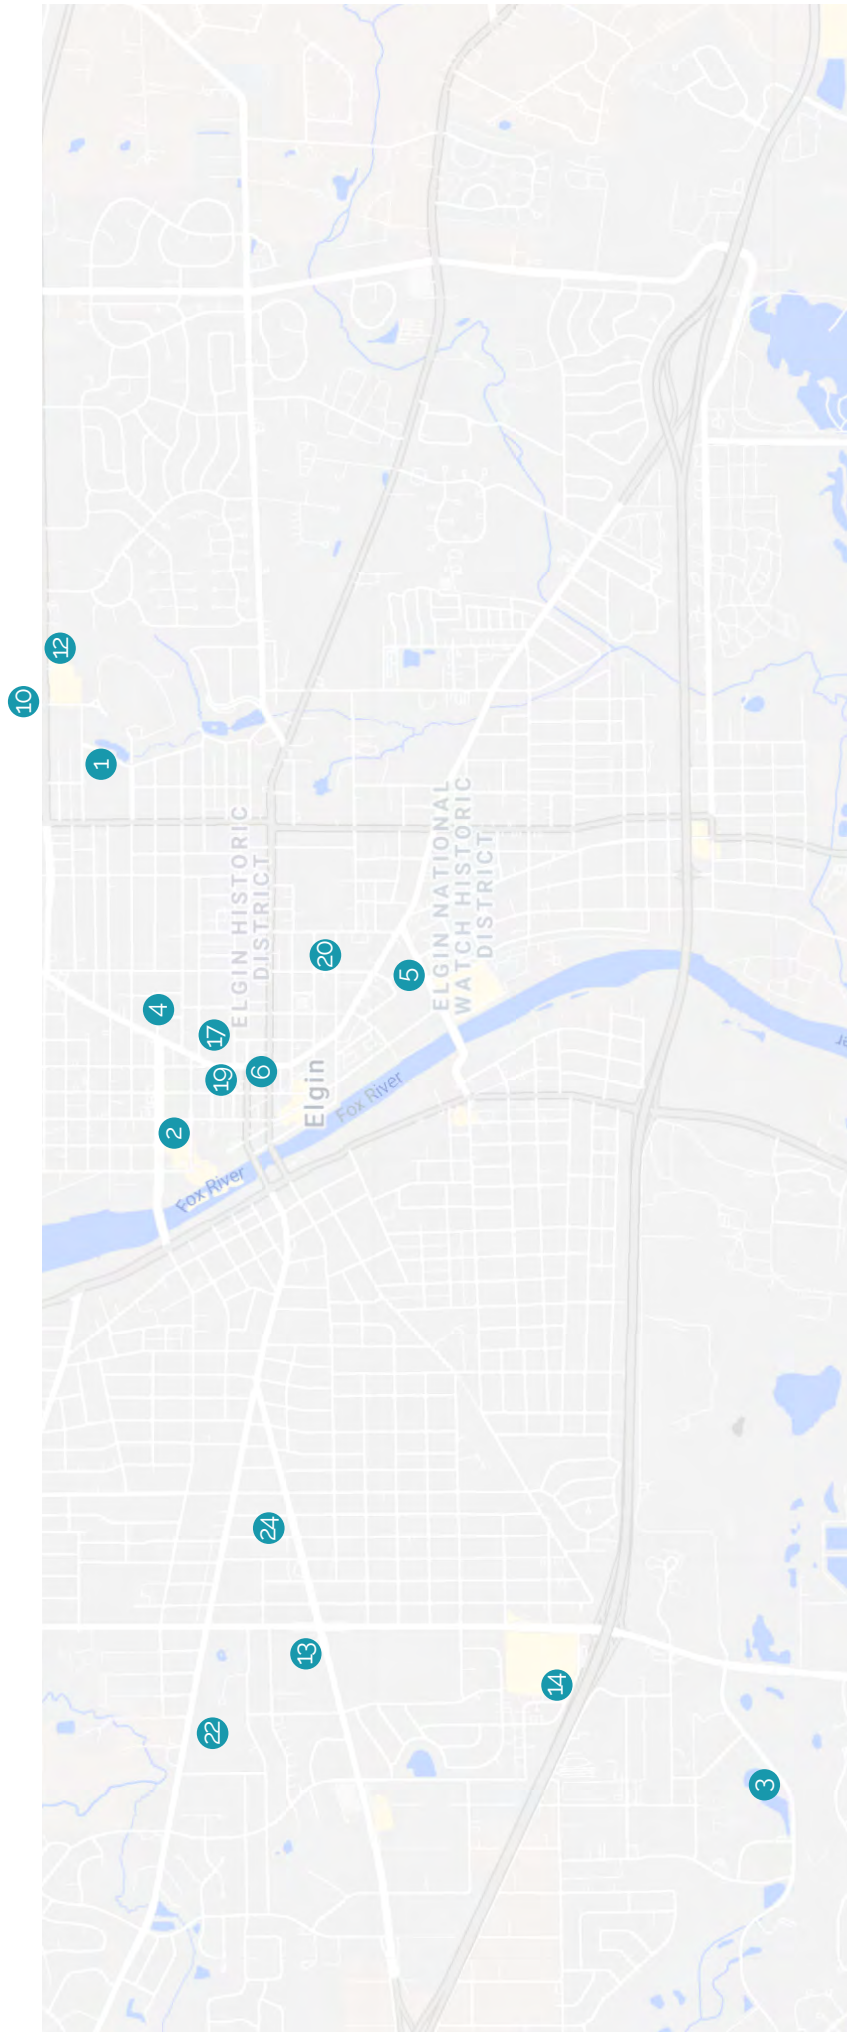 12
10
1
ELGIN HISTORIC
DISTRICT
ELGIN NATIONAL
WATCH HISTORIC
DISTRICT
20
5
4
17
19
6
Elgin
Fox River
2
Fox River
24
13
14
22
3